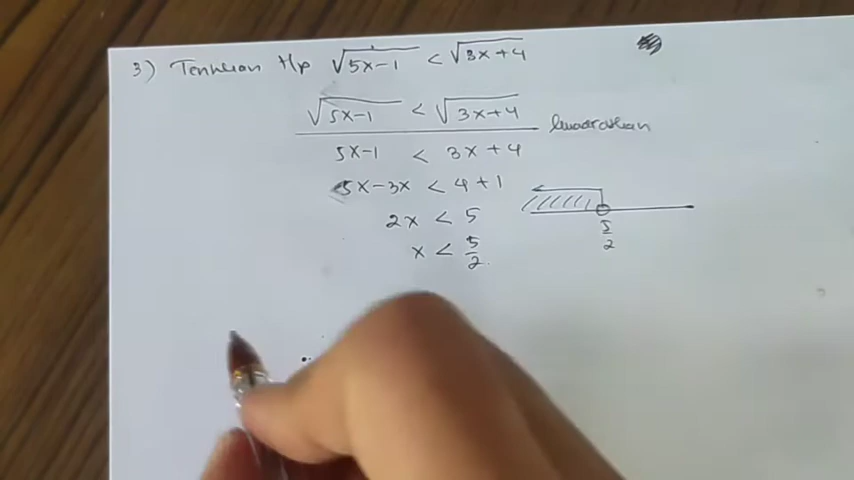 3) Tentukan Hp √(5x-1) < √(3x+4)
√(5x-1) < √(3x+4)
kuadratkan
5x-1 < 3x+4
5x-3x < 4+1
2x < 5
x < 5/2
5/2